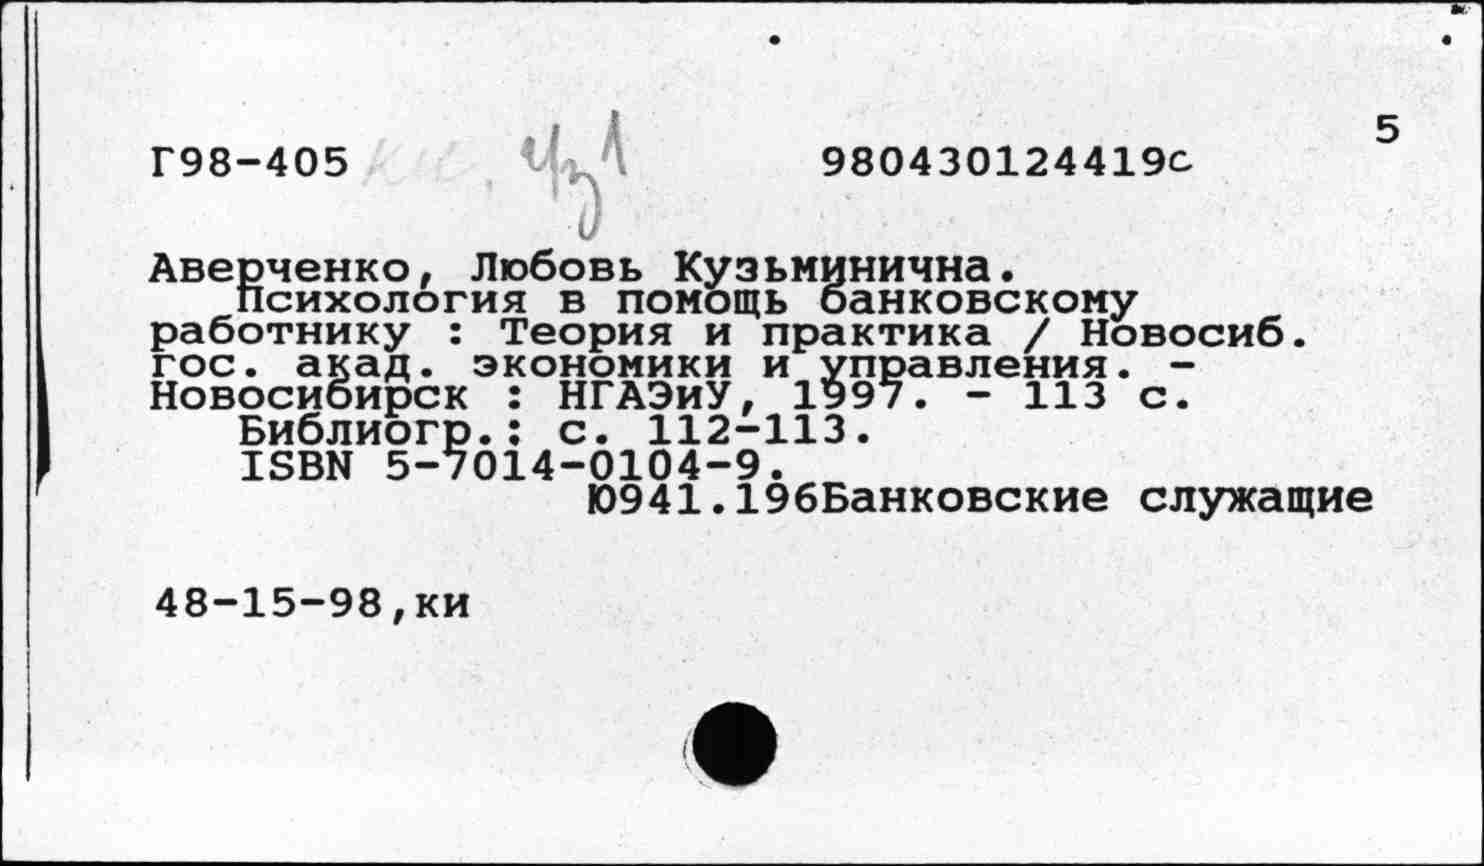 5
Г98-405 980430124419с
Аверченко, Любовь Кузьминична.
Психология в помощь банковскому
работнику : Теория и практика / Новосиб.
гос. акад. экономики и управления. -
Новосибирск : НГАЭиУ, 1997. - 113 с.
Библиогр.: с. 112-113.
ISBN 5-7014-0104-9.
Ю941.196Банковские служащие
48-15-98,ки